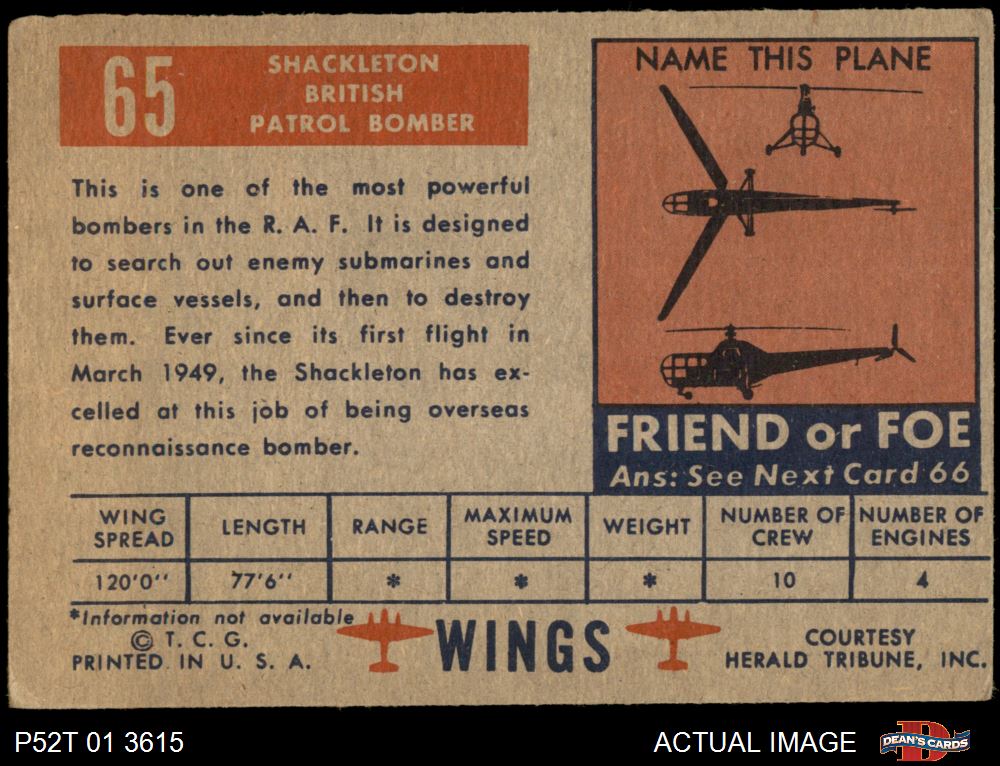 65
SHACKLETON
BRITISH
PATROL BOMBER
This is one of the most powerful
bombers in the R. A. F. It is designed
to search out enemy submarines and
surface vessels, and then to destroy
them. Ever since its first flight in
March 1949, the Shackleton has ex-
celled at this job of being overseas
reconnaissance bomber.
NAME THIS PLANE
FRIEND or FOE
Ans: See Next Card 66
WING SPREAD LENGTH RANGE MAXIMUM SPEED WEIGHT NUMBER OF CREW NUMBER OF ENGINES
120'0'' 77'6'' * * * 10 4
*Information not available
© T. C. G.
PRINTED IN U. S. A.
WINGS
COURTESY
HERALD TRIBUNE, INC.
P52T 01 3615
ACTUAL IMAGE
D
DEAN'S CARDS